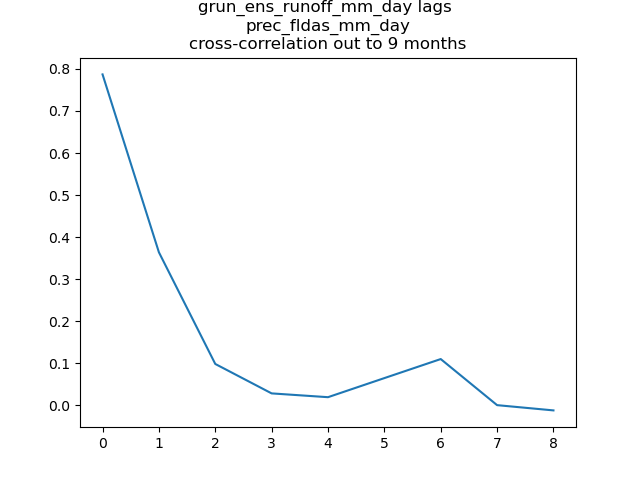 grun_ens_runoff_mm_day lags
prec_fldas_mm_day
cross-correlation out to 9 months
0.8
0.7
0.6
0.5
0.4
0.3
0.2
0.1
0.0
0 1 2 3 4 5 6 7 8